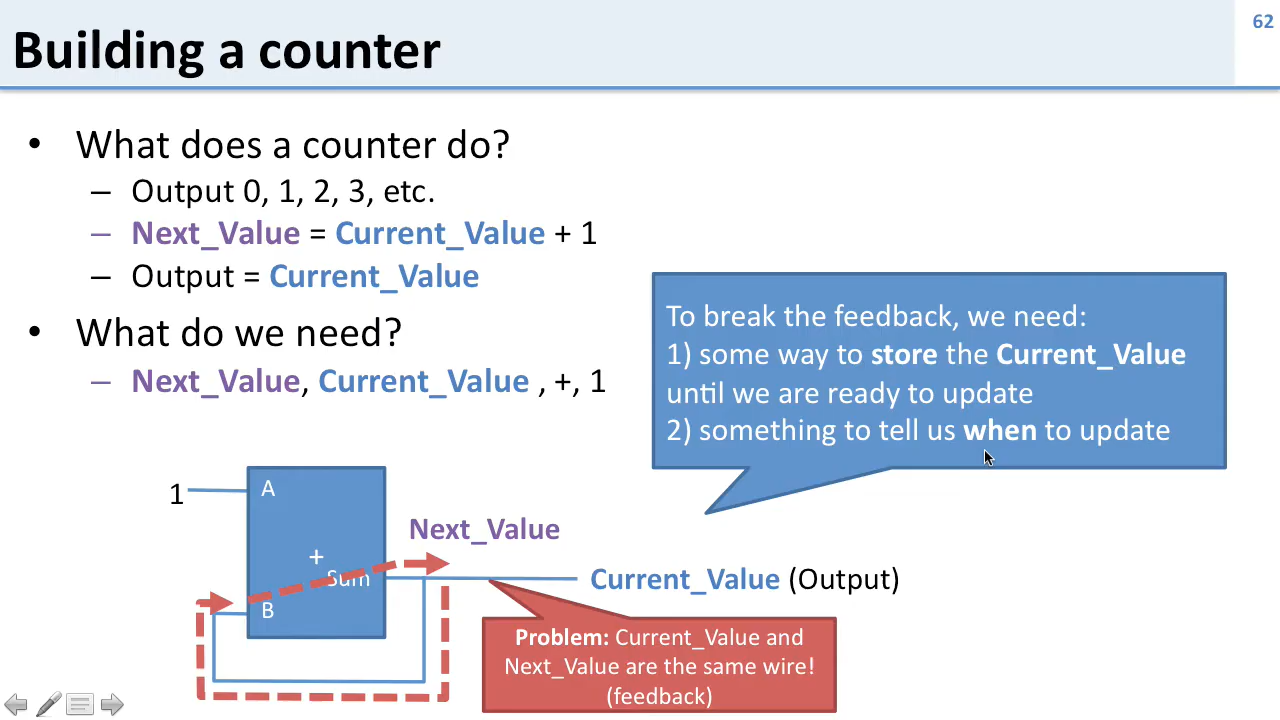 62
Building a counter
• What does a counter do?
– Output 0, 1, 2, 3, etc.
– Next_Value = Current_Value + 1
– Output = Current_Value
• What do we need?
– Next_Value, Current_Value , +, 1
To break the feedback, we need:
1) some way to store the Current_Value
until we are ready to update
2) something to tell us when to update
1
A
+
Sum
B
Next_Value
Current_Value (Output)
Problem: Current_Value and
Next_Value are the same wire!
(feedback)